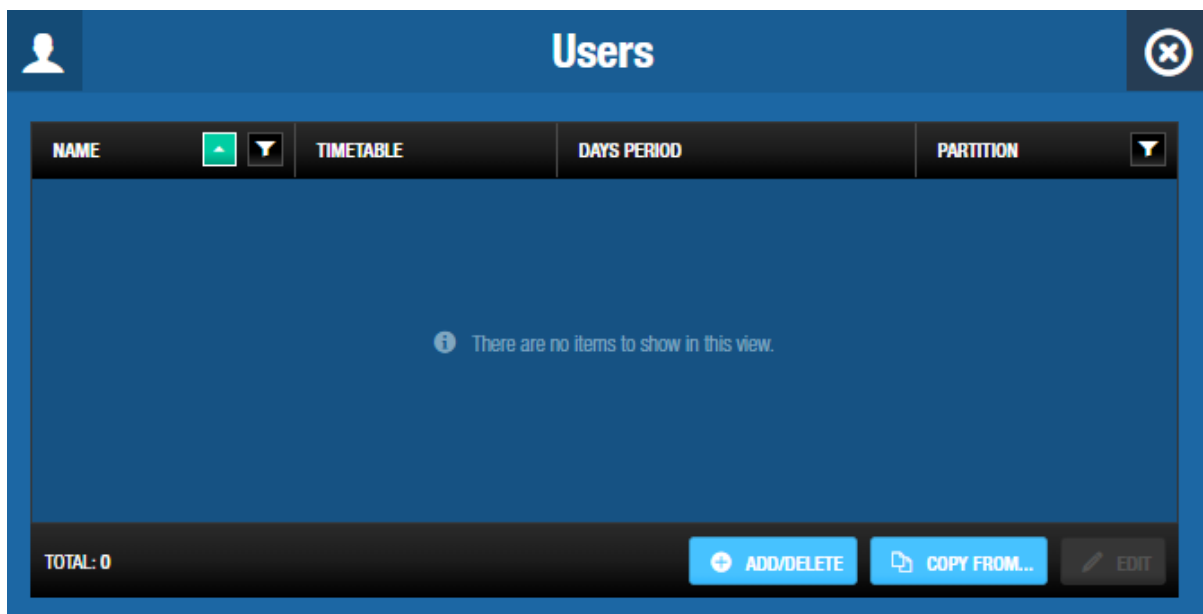 Users
NAME TIMETABLE DAYS PERIOD PARTITION
There are no items to show in this view.
TOTAL: 0 ADD/DELETE COPY FROM... EDIT